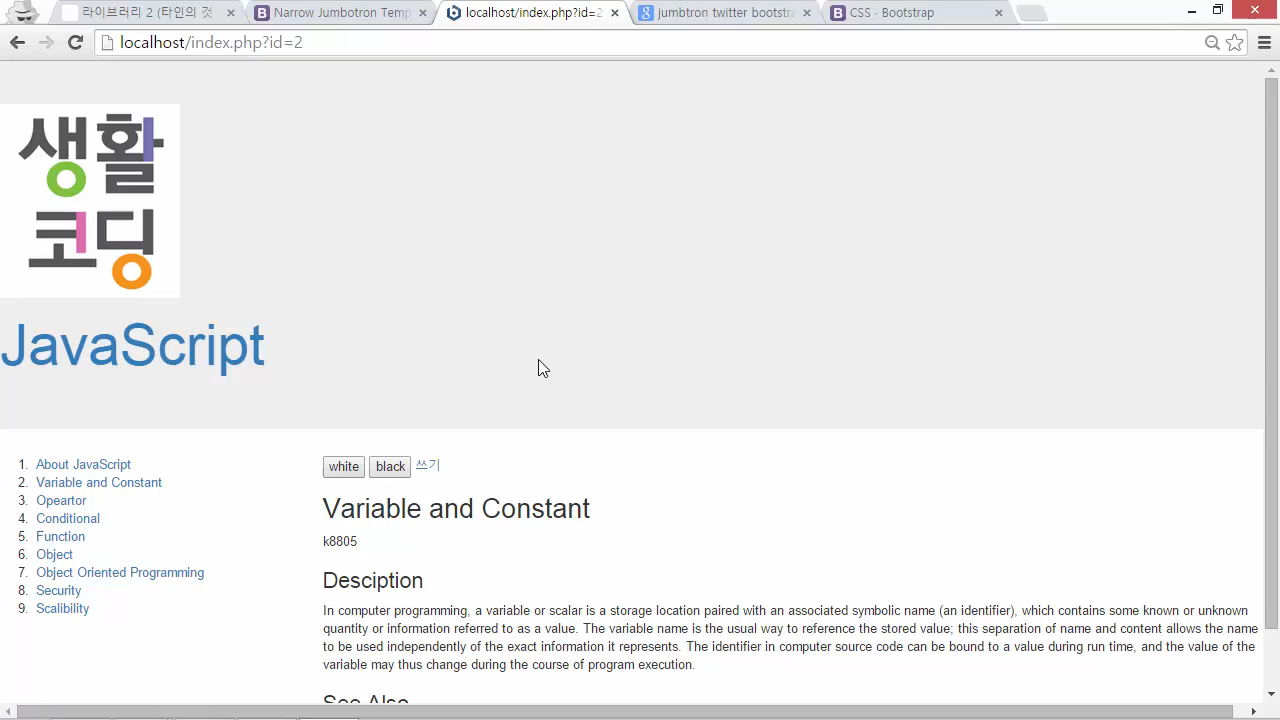 라이브러리 2 (타인의 것
Narrow Jumbotron Temp
localhost/index.php?id=2
jumbtron twitter bootstra
CSS - Bootstrap
localhost/index.php?id=2
생활
코딩
JavaScript
1. About JavaScript
2. Variable and Constant
3. Opeartor
4. Conditional
5. Function
6. Object
7. Object Oriented Programming
8. Security
9. Scalibility
white black 쓰기
Variable and Constant
k8805
Desciption
In computer programming, a variable or scalar is a storage location paired with an associated symbolic name (an identifier), which contains some known or unknown
quantity or information referred to as a value. The variable name is the usual way to reference the stored value; this separation of name and content allows the name
to be used independently of the exact information it represents. The identifier in computer source code can be bound to a value during run time, and the value of the
variable may thus change during the course of program execution.
See Also